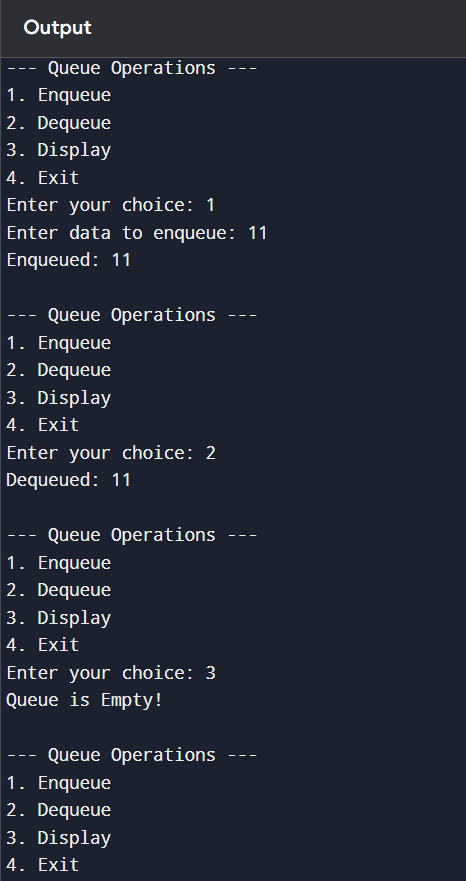 Output
--- Queue Operations ---
1. Enqueue
2. Dequeue
3. Display
4. Exit
Enter your choice: 1
Enter data to enqueue: 11
Enqueued: 11
--- Queue Operations ---
1. Enqueue
2. Dequeue
3. Display
4. Exit
Enter your choice: 2
Dequeued: 11
--- Queue Operations ---
1. Enqueue
2. Dequeue
3. Display
4. Exit
Enter your choice: 3
Queue is Empty!
--- Queue Operations ---
1. Enqueue
2. Dequeue
3. Display
4. Exit